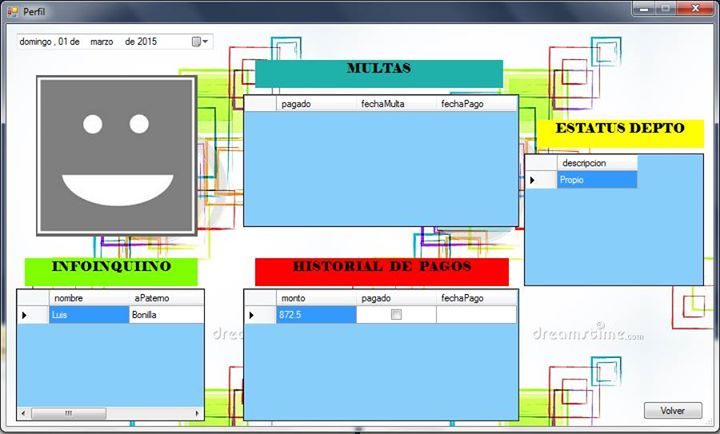 Perfil
domingo , 01 de marzo de 2015
MULTAS
pagado fechaMulta fechaPago
ESTATUS DEPTO
descripcion
Propio
INFOINQUIINO
nombre aPaterno
Luis Bonilla
HISTORIAL DE PAGOS
monto pagado fechaPago
872.5
dreamstime.com
Volver